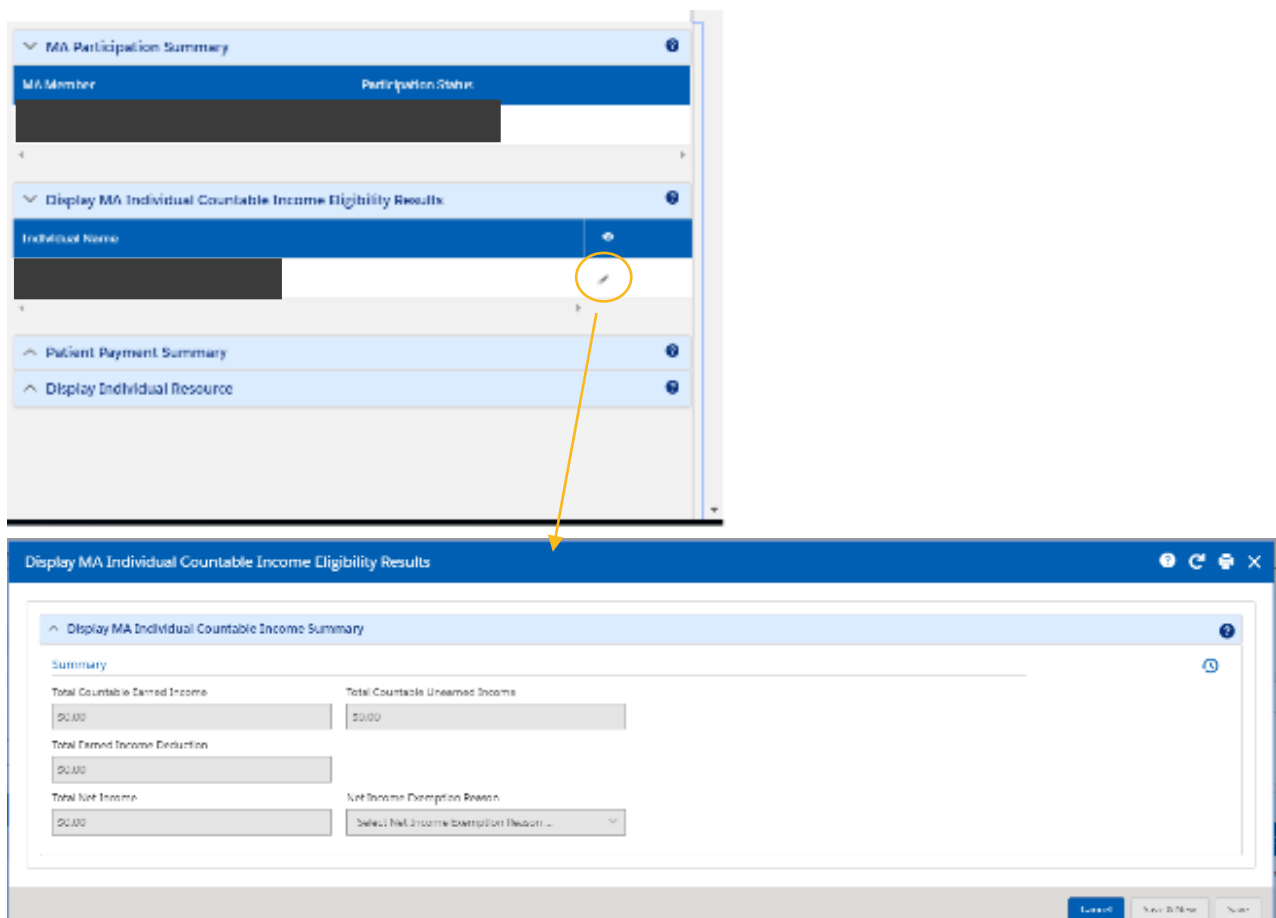 MA Participation Summary
MA Member Participation Status
Display MA Individual Countable Income Eligibility Results
Individual Name
Patient Payment Summary
Display Individual Resource
Display MA Individual Countable Income Eligibility Results
Display MA Individual Countable Income Summary
Summary
Total Countable Earned Income Total Countable Unearned Income
$0.00 $0.00
Total Earned Income Deduction
$0.00
Total Net Income Net Income Exemption Reason
$0.00 Select Net Income Exemption Reason ...
Cancel Save & New Save